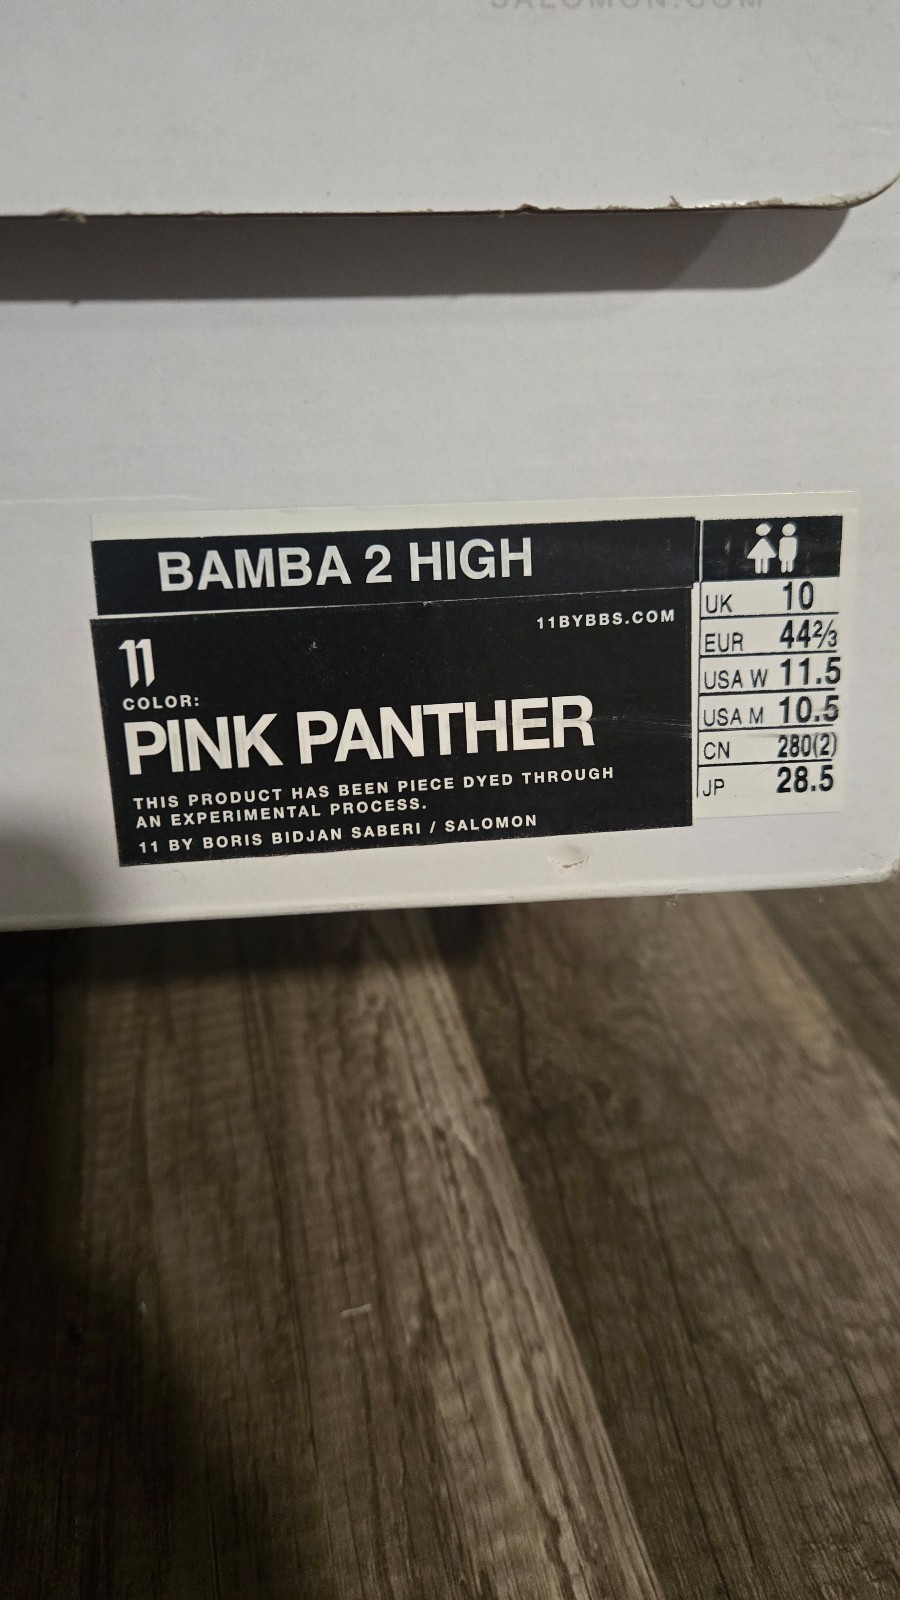 SALOMON.COM
BAMBA 2 HIGH
11BYBBS.COM
11
COLOR:
PINK PANTHER
THIS PRODUCT HAS BEEN PIECE DYED THROUGH
AN EXPERIMENTAL PROCESS.
11 BY BORIS BIDJAN SABERI / SALOMON
UK 10
EUR 44⅔
USA W 11.5
USA M 10.5
CN 280(2)
JP 28.5